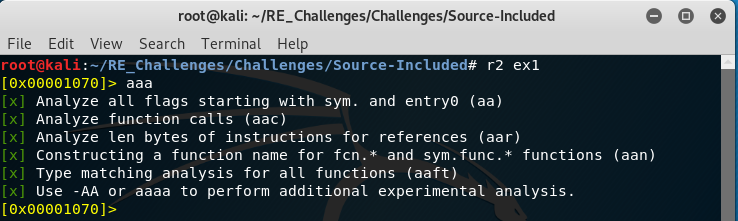 root@kali: ~/RE_Challenges/Challenges/Source-Included
File Edit View Search Terminal Help
root@kali:~/RE_Challenges/Challenges/Source-Included# r2 ex1
[0x00001070]> aaa
[x] Analyze all flags starting with sym. and entry0 (aa)
[x] Analyze function calls (aac)
[x] Analyze len bytes of instructions for references (aar)
[x] Constructing a function name for fcn.* and sym.func.* functions (aan)
[x] Type matching analysis for all functions (aaft)
[x] Use -AA or aaaa to perform additional experimental analysis.
[0x00001070]>